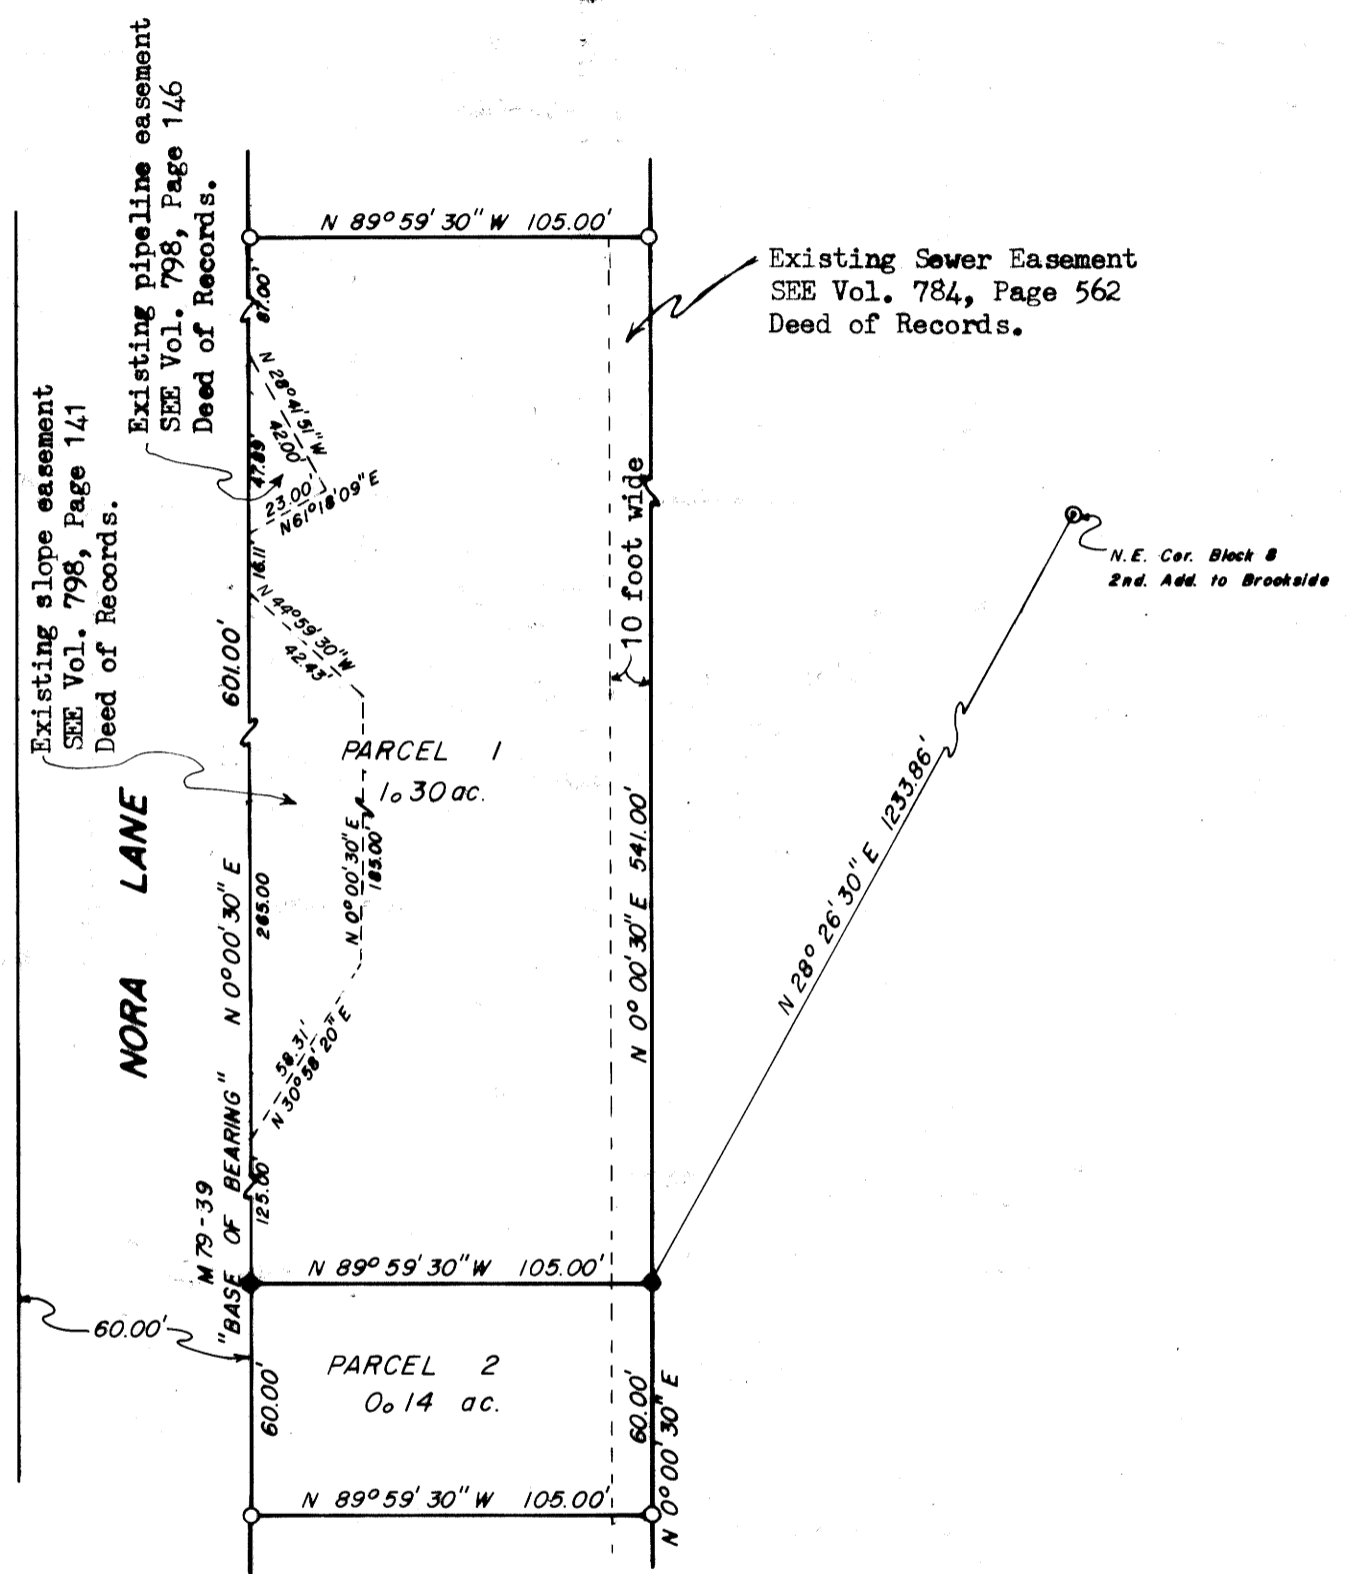 Existing pipeline easement
SEE Vol. 798, Page 146
Deed of Records.
N 89° 59' 30" W 105.00'
Existing Sewer Easement
SEE Vol. 784, Page 562
Deed of Records.
87.00'
N 28° 41' 51" W
42.00'
47.89'
23.00'
N 61° 18' 09" E
16.11'
N 44° 59' 30" W
42.43'
Existing slope easement
SEE Vol. 798, Page 141
Deed of Records.
10 foot wide
N.E. Cor. Block 8
2nd. Add. to Brookside
601.00'
PARCEL 1
1.30 ac.
N 0° 00' 30" E
185.00'
N 0° 00' 30" E 541.00'
N 28° 26' 30" E 1233.86'
NORA LANE
N 0° 00' 30" E
265.00
58.31'
N 30° 58' 20" E
M 79-39
"BASE OF BEARING"
125.00'
N 89° 59' 30" W 105.00'
60.00'
PARCEL 2
0.14 ac.
60.00'
60.00'
N 0° 00' 30" E
N 89° 59' 30" W 105.00'